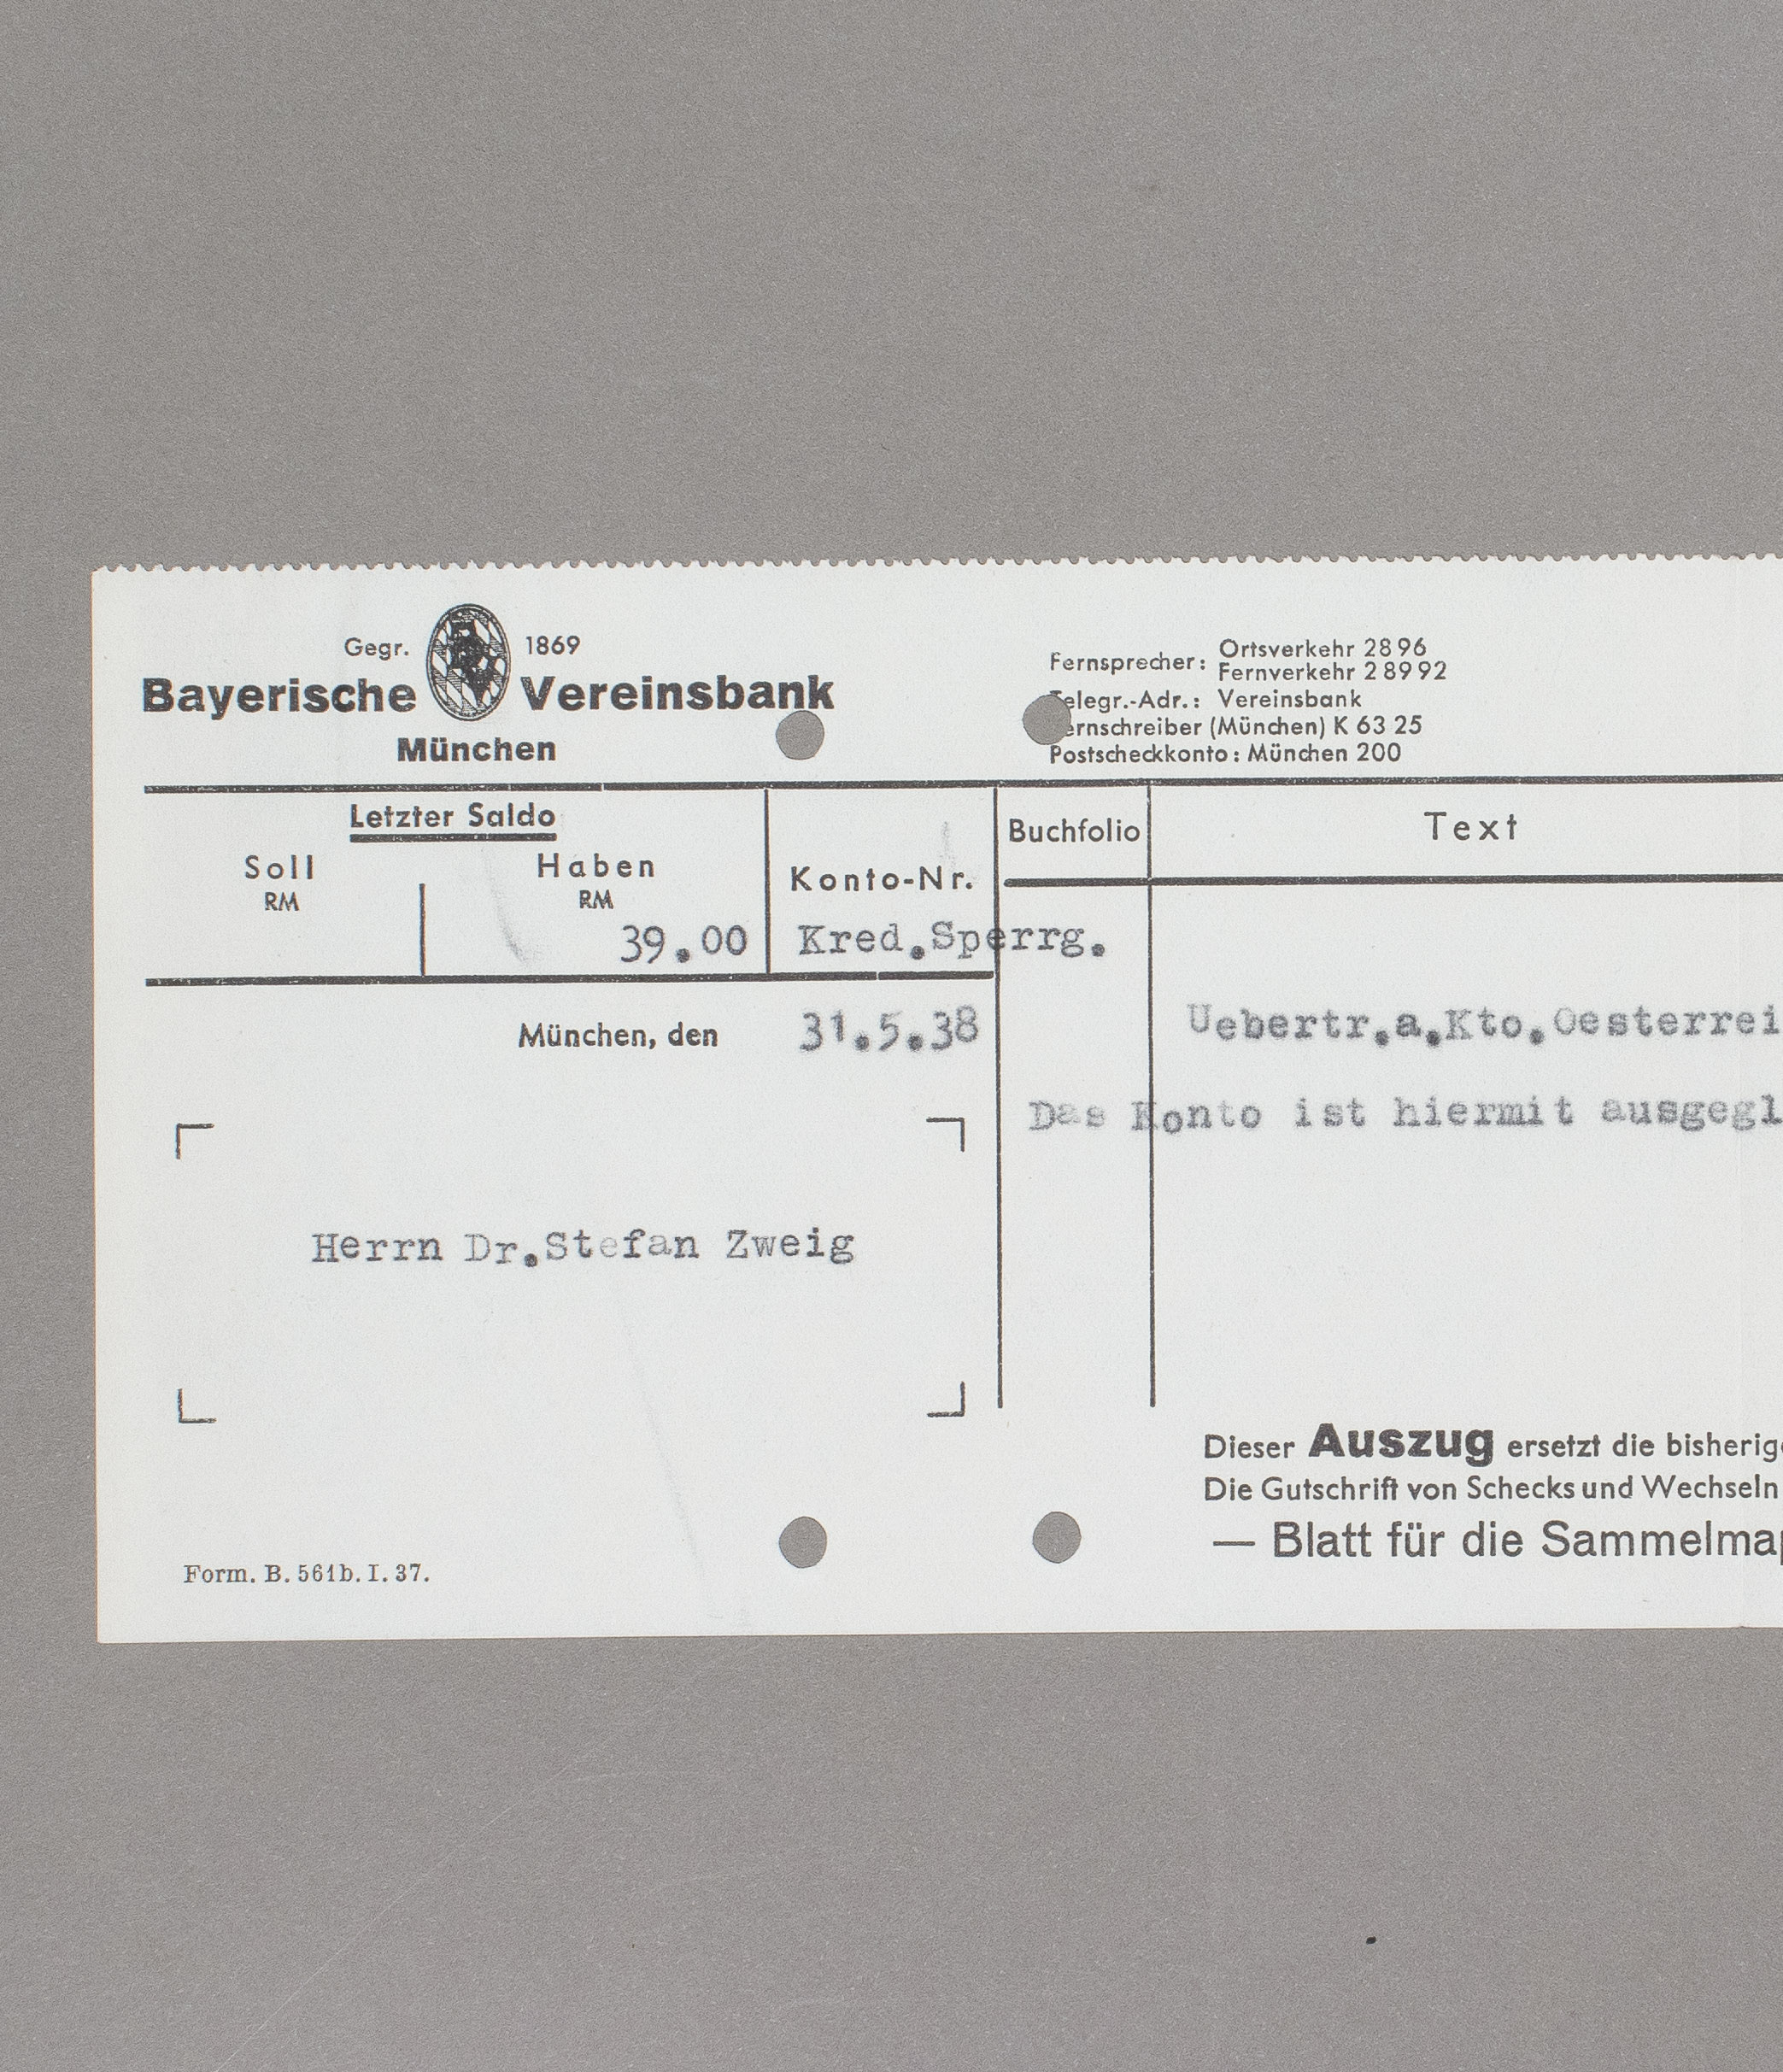 Gegr. 1869
Bayerische Vereinsbank
München
Fernsprecher: Ortsverkehr 28 96
Fernverkehr 2 89 92
elegr.-Adr.: Vereinsbank
ernschreiber (München) K 63 25
Postscheckkonto: München 200
Letzter Saldo
Soll Haben
RM RM
39.00
Konto-Nr.
Kred.Sperrg.
Buchfolio
Text
München, den 31.5.38
Uebertr.a.Kto.Oesterrei
Das Konto ist hiermit ausgegl
Herrn Dr.Stefan Zweig
Dieser Auszug ersetzt die bisherig
Die Gutschrift von Schecks und Wechseln
— Blatt für die Sammelma
Form. B. 561b. I. 37.